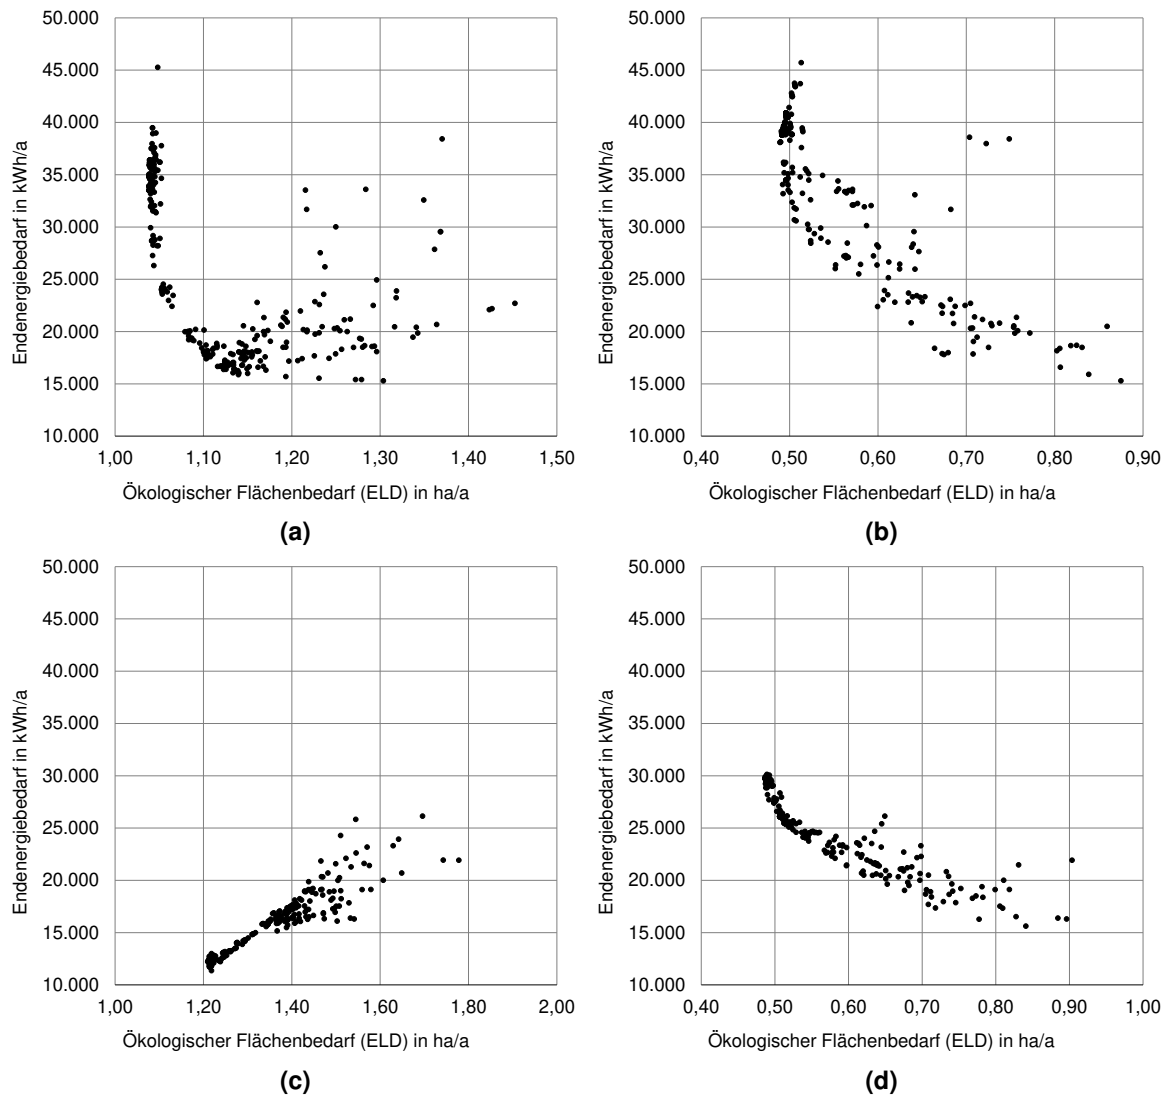 50.000
45.000
40.000
35.000
30.000
25.000
20.000
15.000
10.000
Endenergiebedarf in kWh/a
1,00 1,10 1,20 1,30 1,40 1,50
Ökologischer Flächenbedarf (ELD) in ha/a
(a)
50.000
45.000
40.000
35.000
30.000
25.000
20.000
15.000
10.000
Endenergiebedarf in kWh/a
0,40 0,50 0,60 0,70 0,80 0,90
Ökologischer Flächenbedarf (ELD) in ha/a
(b)
50.000
45.000
40.000
35.000
30.000
25.000
20.000
15.000
10.000
Endenergiebedarf in kWh/a
1,00 1,20 1,40 1,60 1,80 2,00
Ökologischer Flächenbedarf (ELD) in ha/a
(c)
50.000
45.000
40.000
35.000
30.000
25.000
20.000
15.000
10.000
Endenergiebedarf in kWh/a
0,40 0,50 0,60 0,70 0,80 0,90 1,00
Ökologischer Flächenbedarf (ELD) in ha/a
(d)